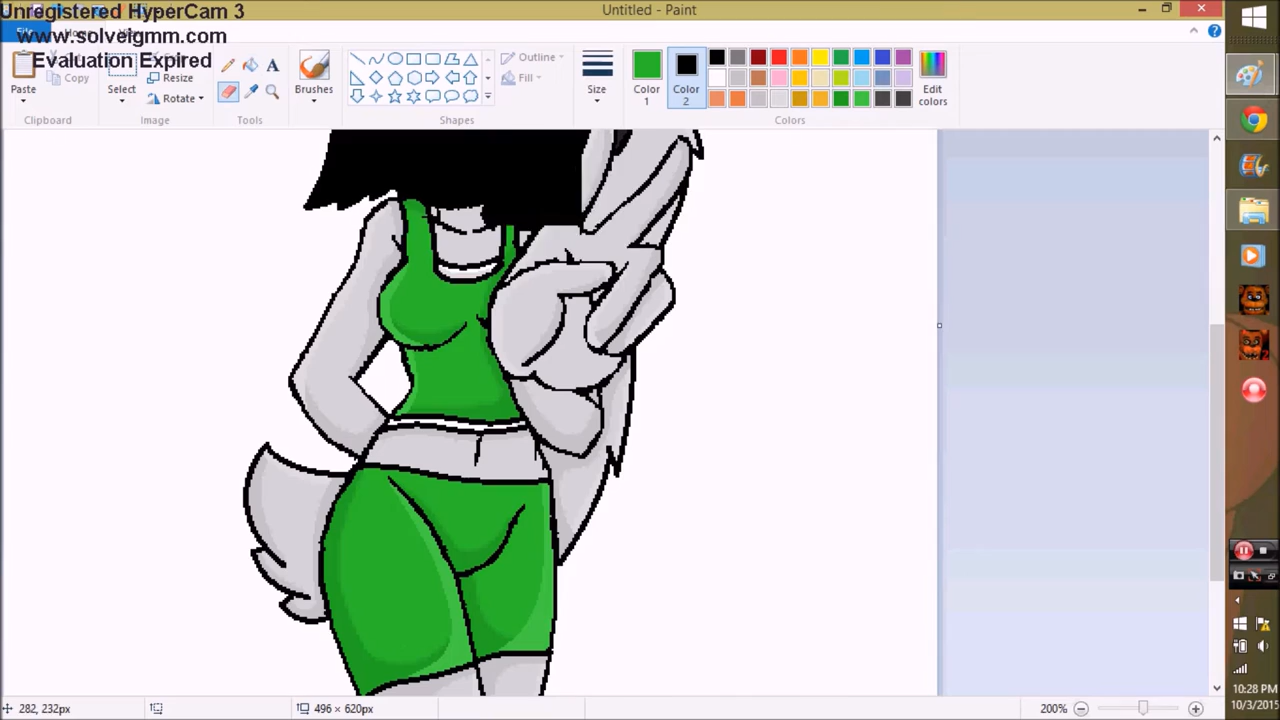 Unregistered HyperCam 3
Untitled - Paint
www.solveigmm.com
Evaluation Expired
File
Paste
Copy
Clipboard
Select
Resize
Rotate
Image
Tools
Brushes
Outline
Fill
Shapes
Size
Color 1
Color 2
Edit colors
Colors
282, 232px
496 × 620px
200%
10:28 PM
10/3/2015